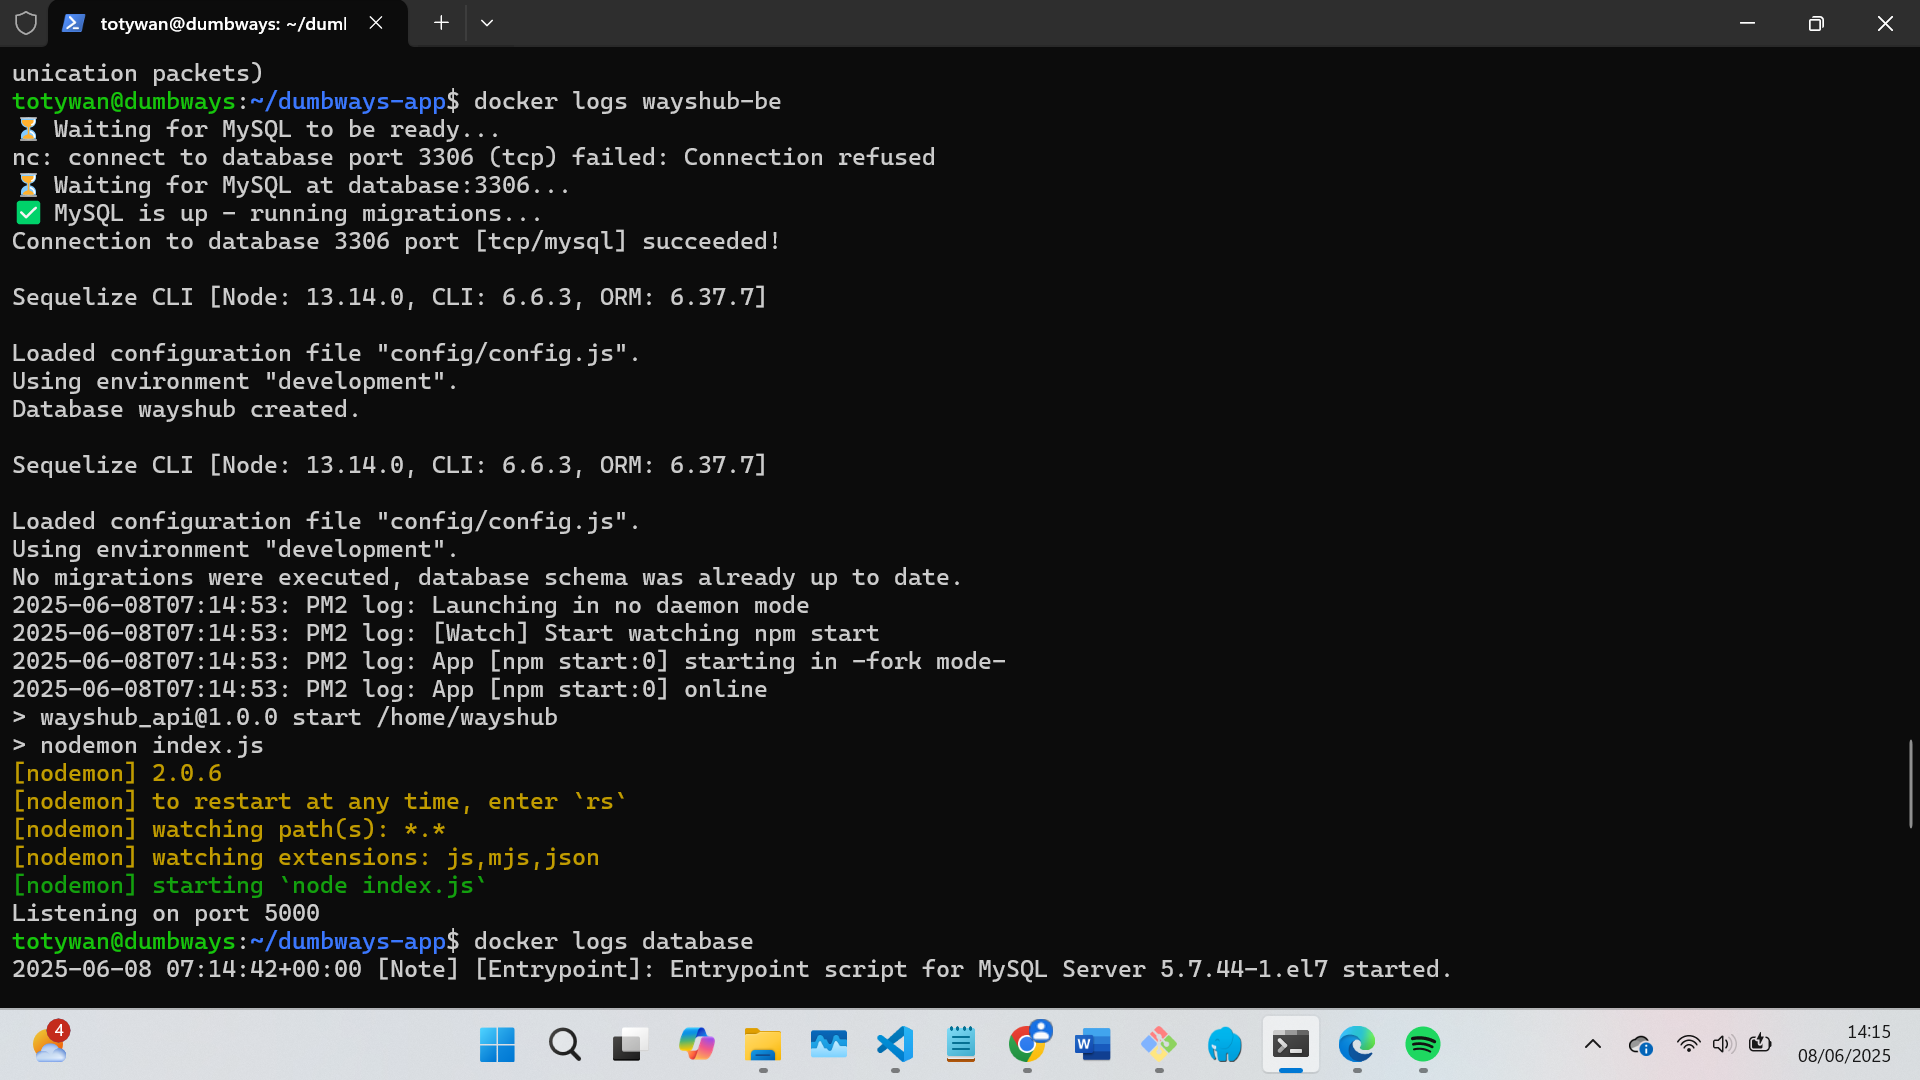 totywan@dumbways: ~/duml
unication packets)
totywan@dumbways:~/dumbways-app$ docker logs wayshub-be
⏳ Waiting for MySQL to be ready...
nc: connect to database port 3306 (tcp) failed: Connection refused
⏳ Waiting for MySQL at database:3306...
✅ MySQL is up - running migrations...
Connection to database 3306 port [tcp/mysql] succeeded!
Sequelize CLI [Node: 13.14.0, CLI: 6.6.3, ORM: 6.37.7]
Loaded configuration file "config/config.js".
Using environment "development".
Database wayshub created.
Sequelize CLI [Node: 13.14.0, CLI: 6.6.3, ORM: 6.37.7]
Loaded configuration file "config/config.js".
Using environment "development".
No migrations were executed, database schema was already up to date.
2025-06-08T07:14:53: PM2 log: Launching in no daemon mode
2025-06-08T07:14:53: PM2 log: [Watch] Start watching npm start
2025-06-08T07:14:53: PM2 log: App [npm start:0] starting in -fork mode-
2025-06-08T07:14:53: PM2 log: App [npm start:0] online
> wayshub_api@1.0.0 start /home/wayshub
> nodemon index.js
[nodemon] 2.0.6
[nodemon] to restart at any time, enter `rs`
[nodemon] watching path(s): *.*
[nodemon] watching extensions: js,mjs,json
[nodemon] starting `node index.js`
Listening on port 5000
totywan@dumbways:~/dumbways-app$ docker logs database
2025-06-08 07:14:42+00:00 [Note] [Entrypoint]: Entrypoint script for MySQL Server 5.7.44-1.el7 started.
4
W
14:15
08/06/2025